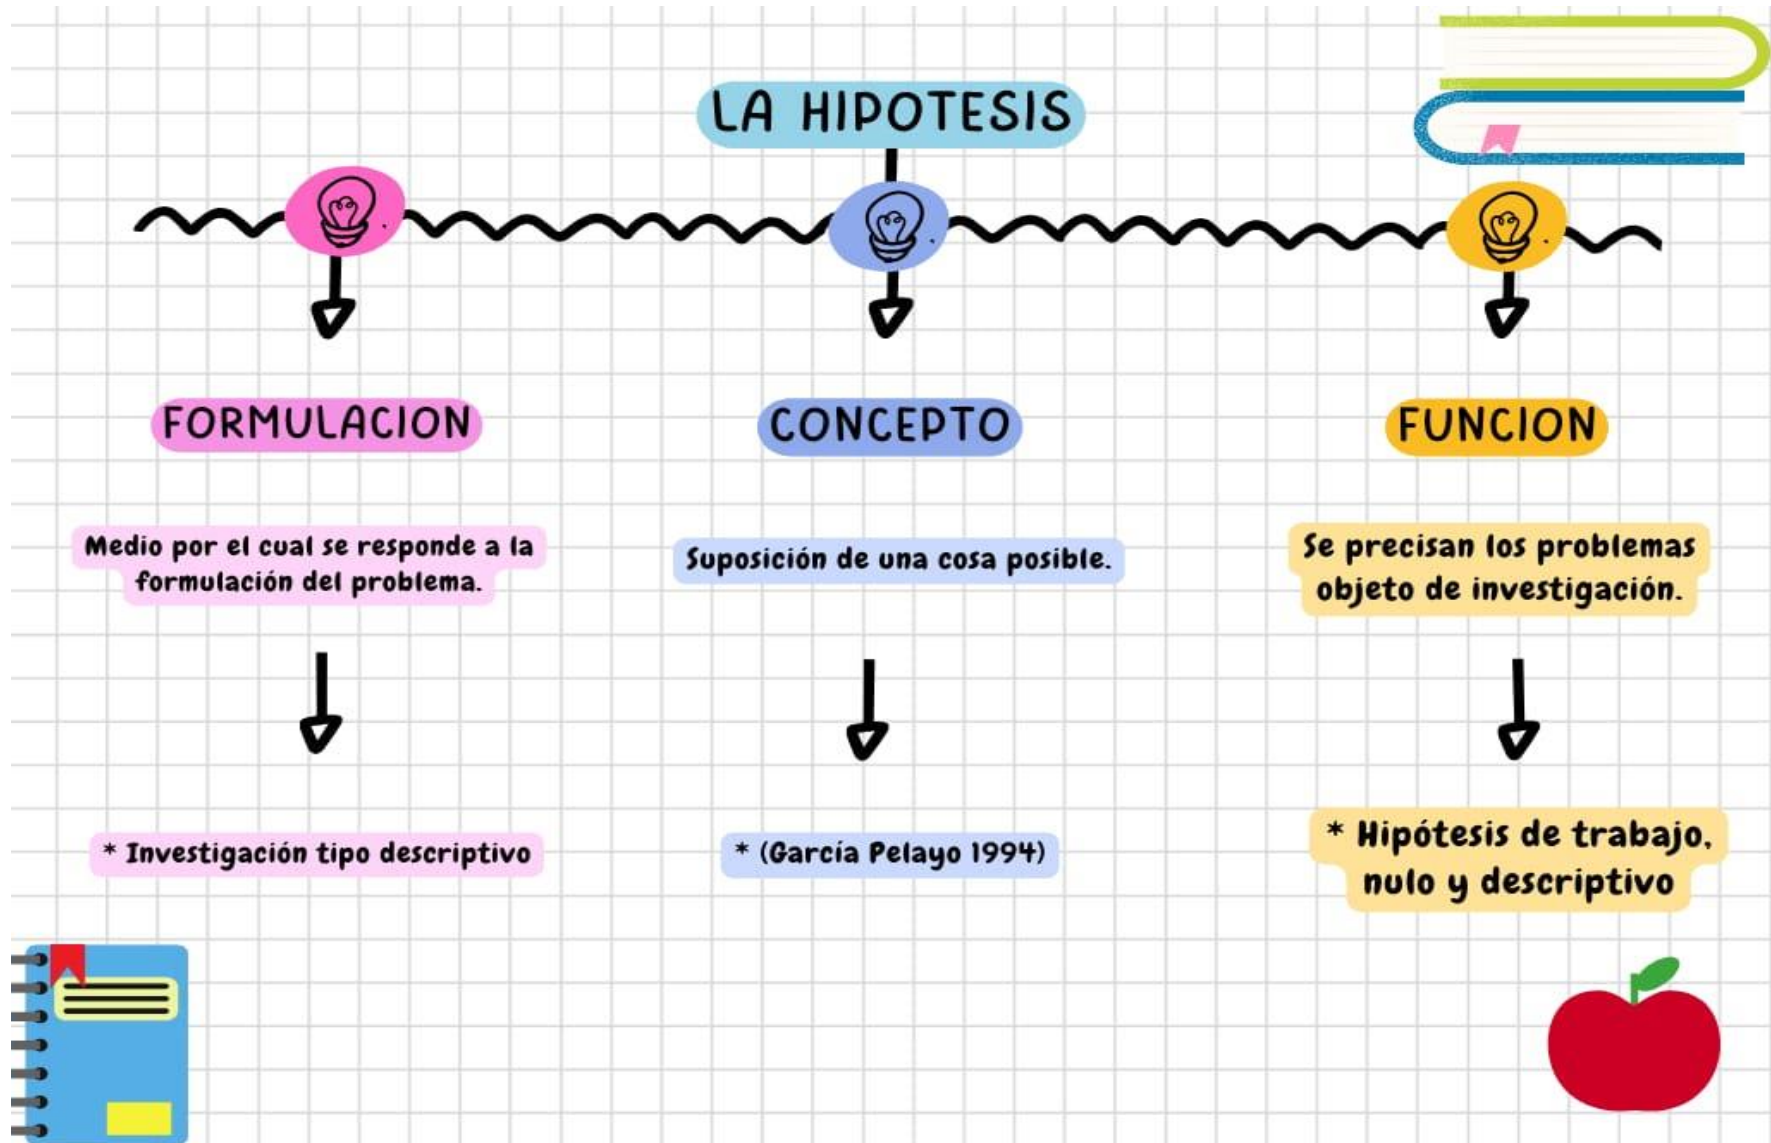 LA HIPOTESIS
FORMULACION
Medio por el cual se responde a la
formulación del problema.
* Investigación tipo descriptivo
CONCEPTO
Suposición de una cosa posible.
* (García Pelayo 1994)
FUNCION
Se precisan los problemas
objeto de investigación.
* Hipótesis de trabajo,
nulo y descriptivo